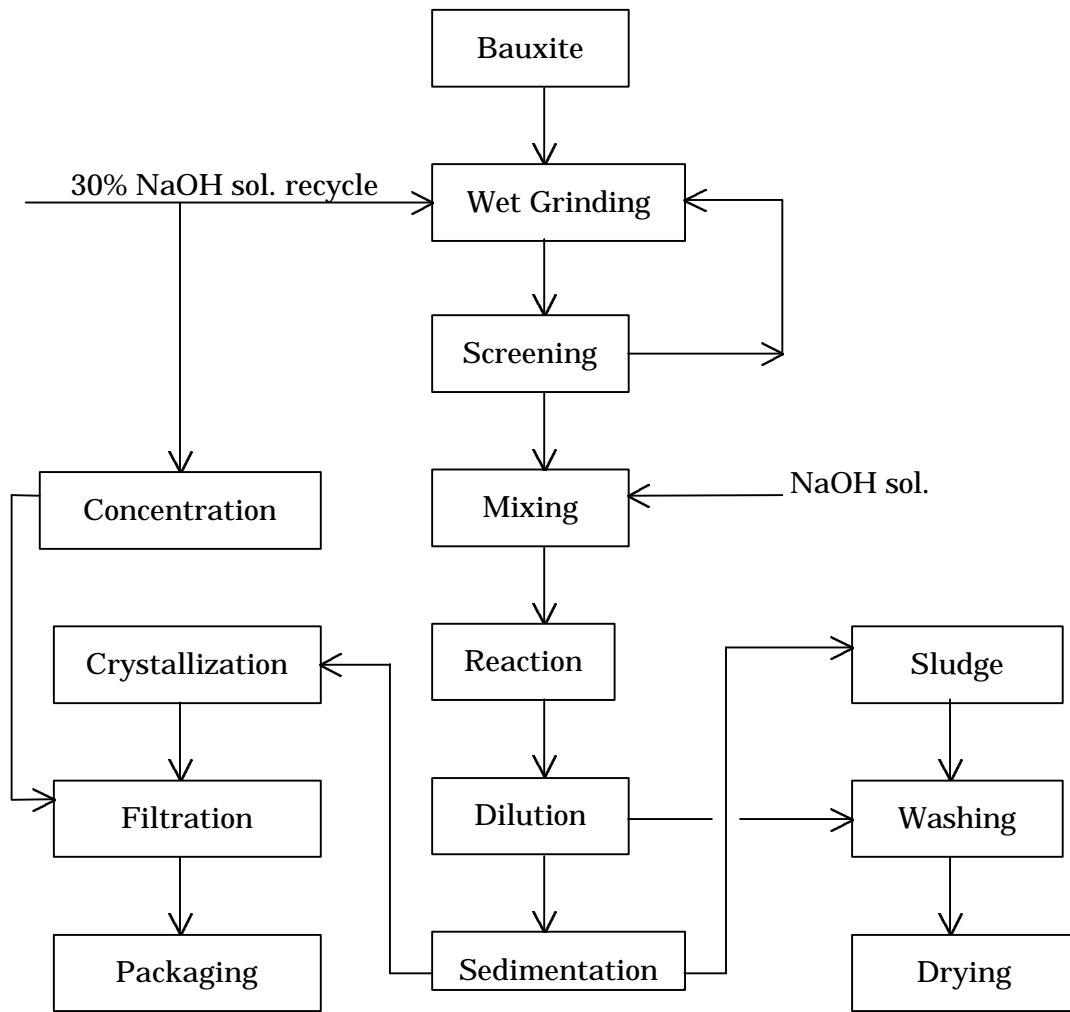 Bauxite
30% NaOH sol. recycle
Wet Grinding
Screening
Concentration
Mixing
NaOH sol.
Crystallization
Reaction
Sludge
Filtration
Dilution
Washing
Packaging
Sedimentation
Drying